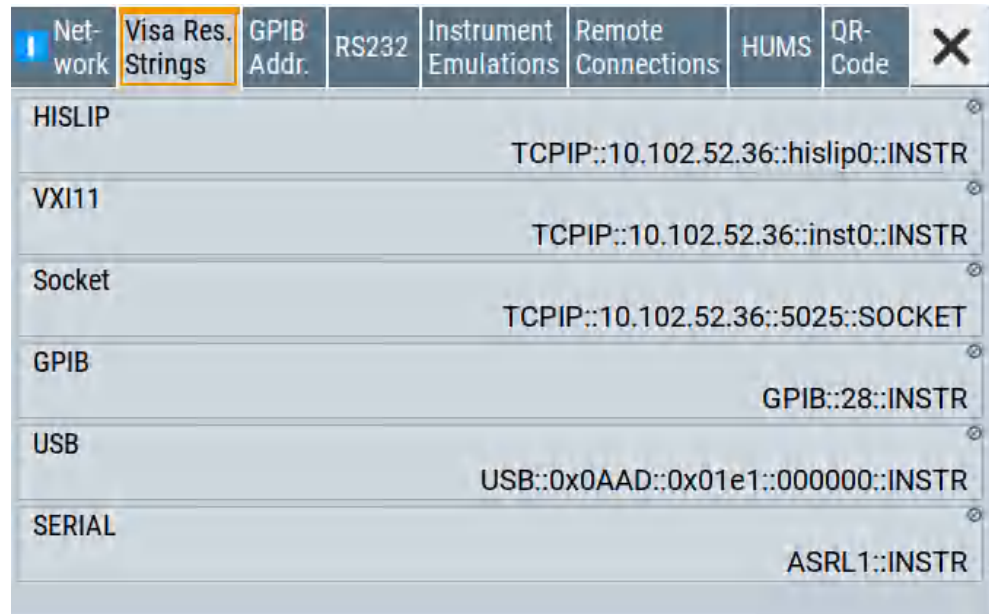 Net-
work
Visa Res.
Strings
GPIB
Addr.
RS232
Instrument
Emulations
Remote
Connections
HUMS
QR-
Code
HISLIP
TCPIP::10.102.52.36::hislip0::INSTR
VXI11
TCPIP::10.102.52.36::inst0::INSTR
Socket
TCPIP::10.102.52.36::5025::SOCKET
GPIB
GPIB::28::INSTR
USB
USB::0x0AAD::0x01e1::000000::INSTR
SERIAL
ASRL1::INSTR